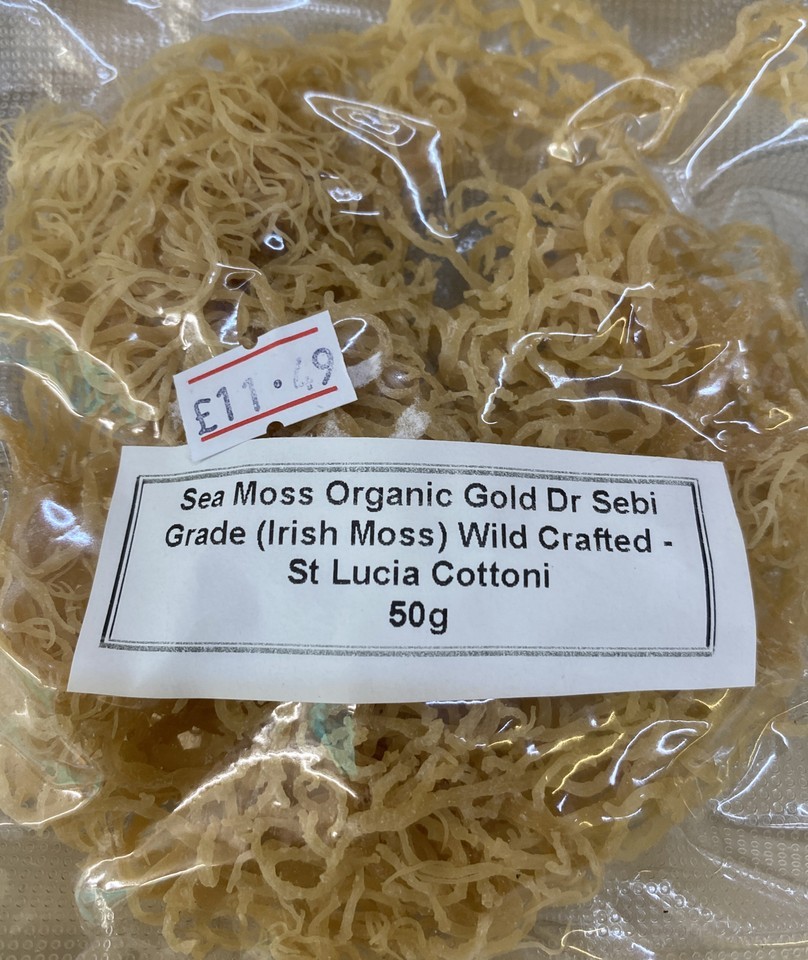 £11.49
Sea Moss Organic Gold Dr Sebi
Grade (Irish Moss) Wild Crafted -
St Lucia Cottoni
50g